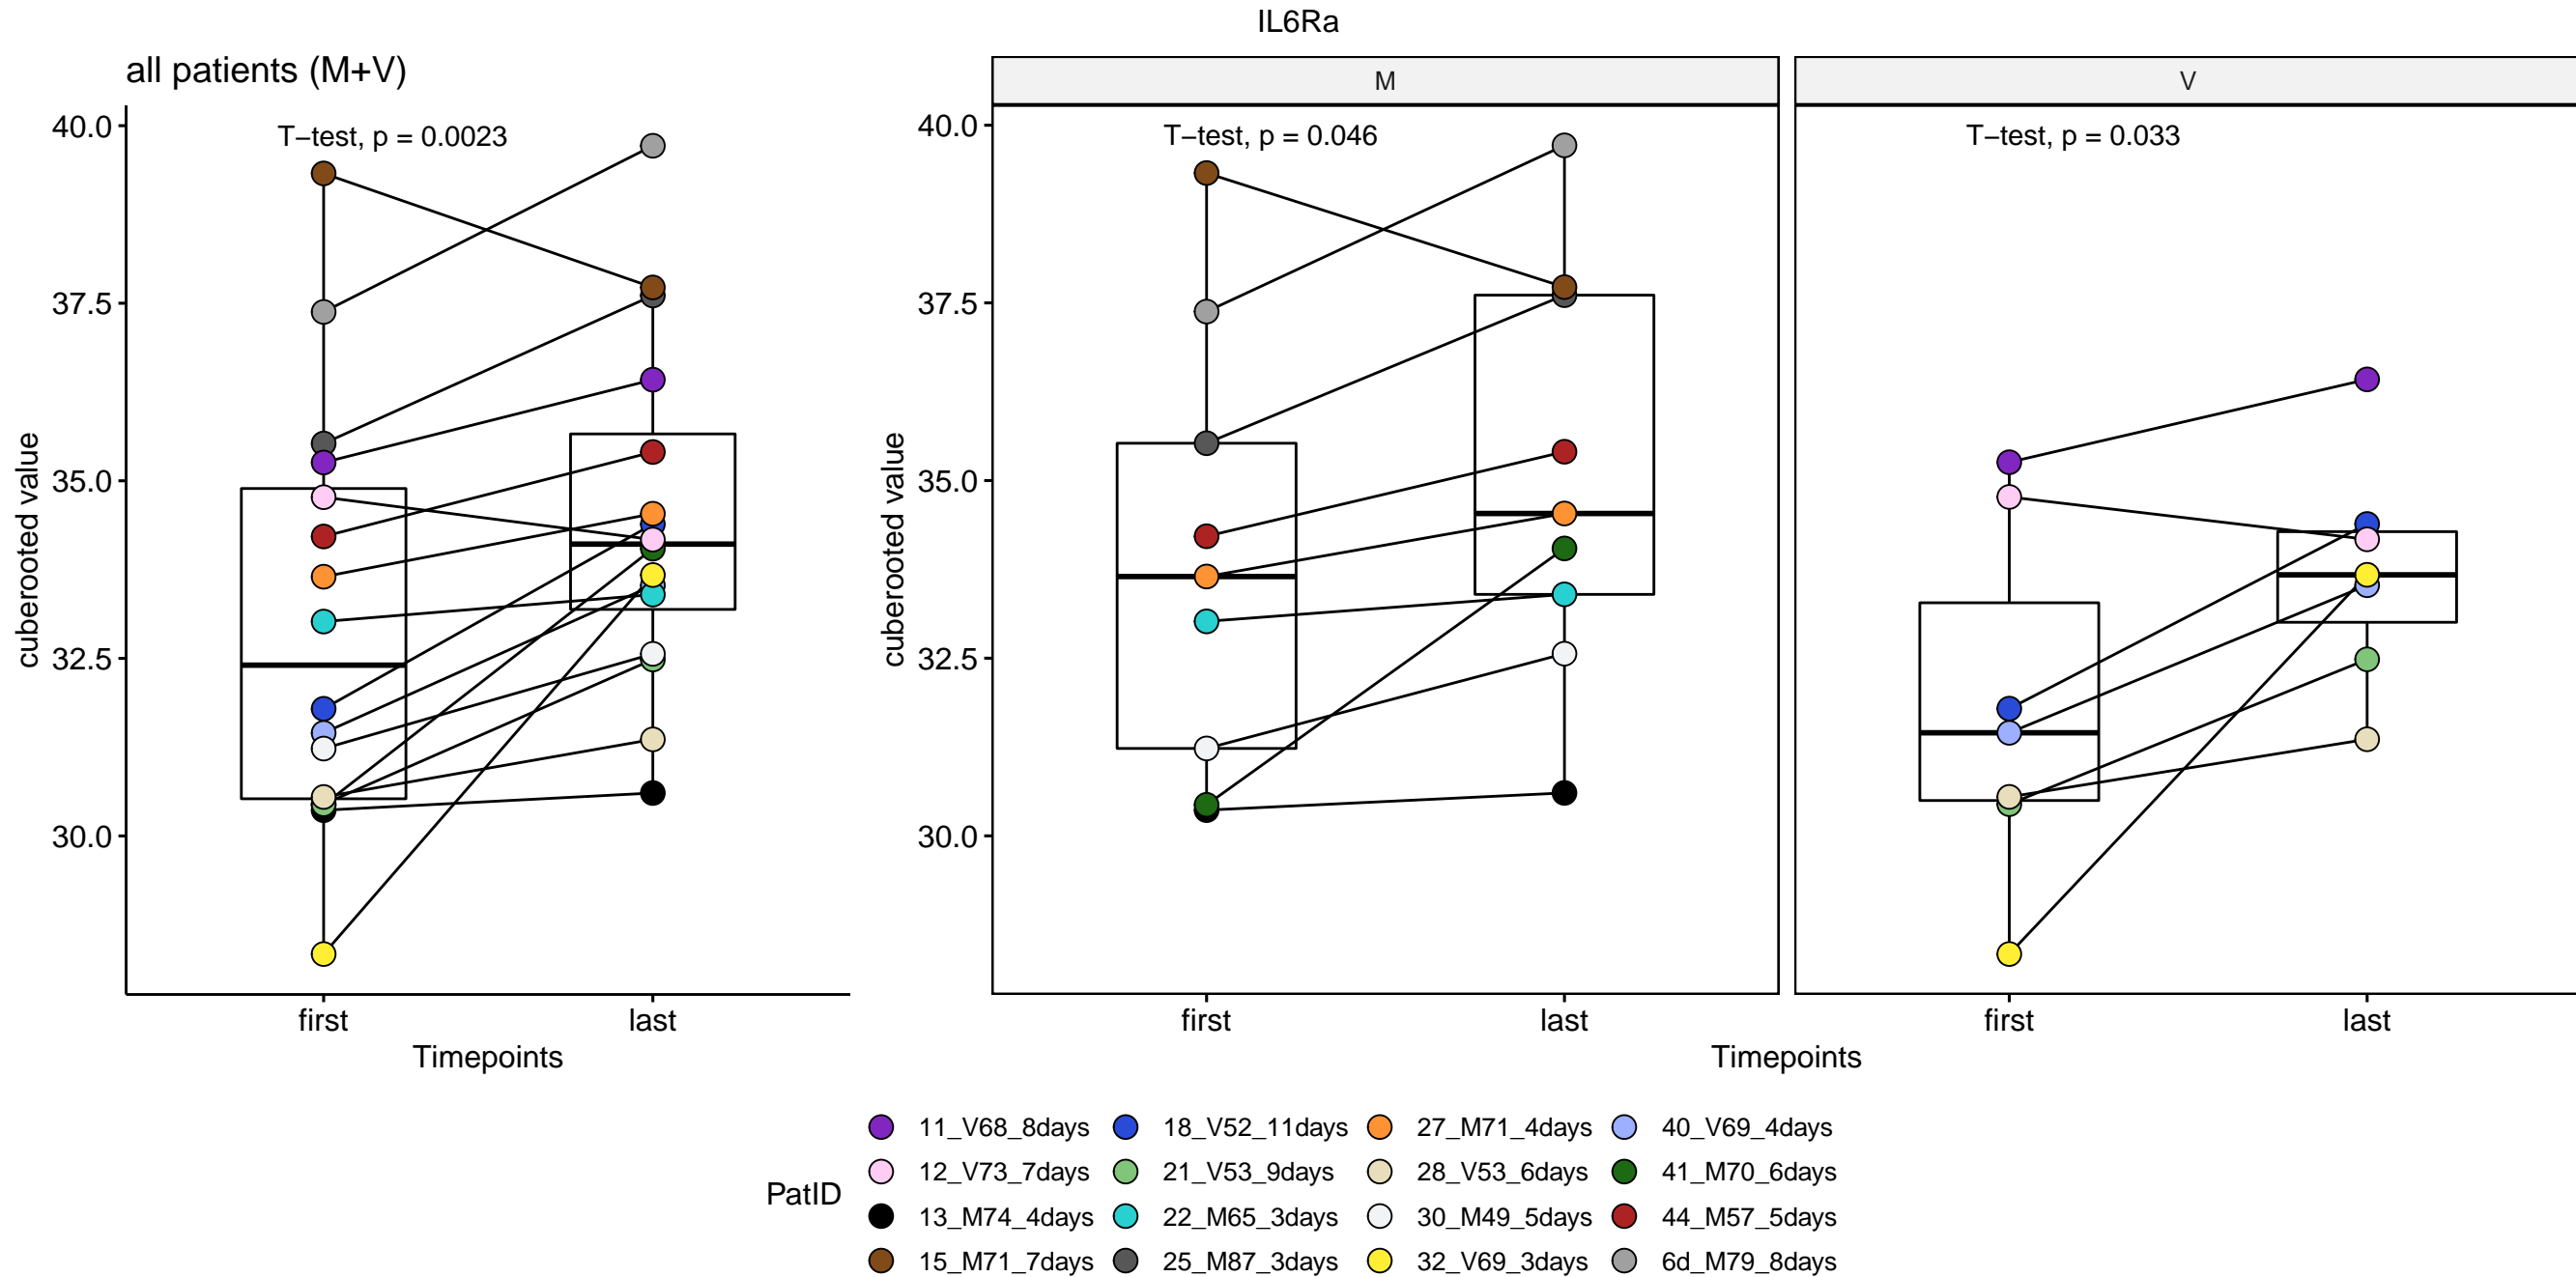 IL6Ra
all patients (M+V)
M
V
T−test, p = 0.0023
T−test, p = 0.046
T−test, p = 0.033
40.0
37.5
35.0
32.5
30.0
cuberooted value
first
last
Timepoints
40.0
37.5
35.0
32.5
30.0
cuberooted value
first
last
first
last
Timepoints
PatID
11_V68_8days
18_V52_11days
27_M71_4days
40_V69_4days
12_V73_7days
21_V53_9days
28_V53_6days
41_M70_6days
13_M74_4days
22_M65_3days
30_M49_5days
44_M57_5days
15_M71_7days
25_M87_3days
32_V69_3days
6d_M79_8days